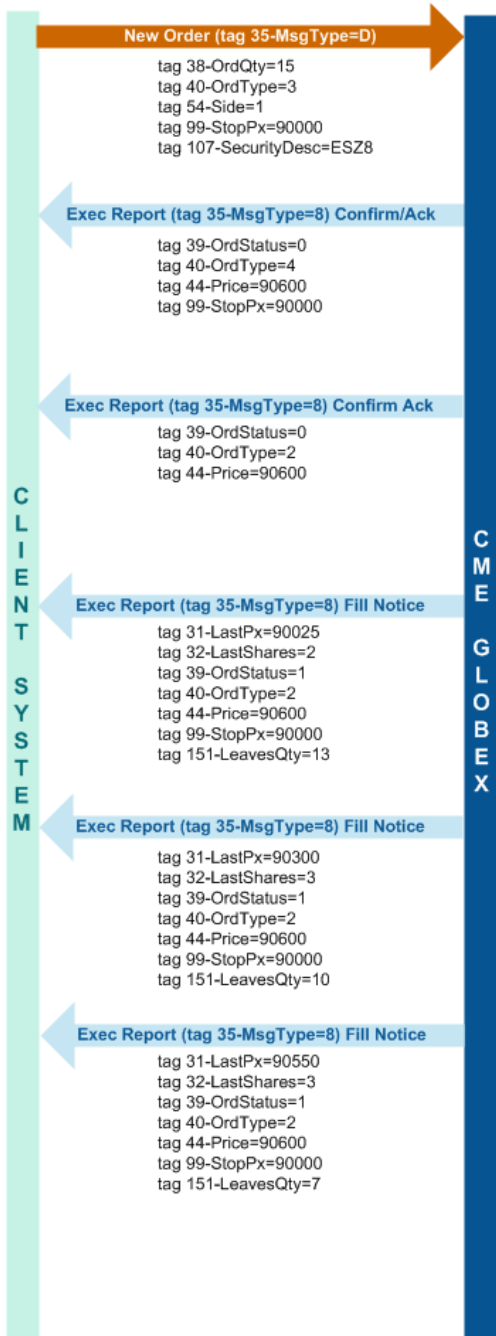 New Order (tag 35-MsgType=D)
tag 38-OrdQty=15
tag 40-OrdType=3
tag 54-Side=1
tag 99-StopPx=90000
tag 107-SecurityDesc=ESZ8
Exec Report (tag 35-MsgType=8) Confirm/Ack
tag 39-OrdStatus=0
tag 40-OrdType=4
tag 44-Price=90600
tag 99-StopPx=90000
Exec Report (tag 35-MsgType=8) Confirm Ack
tag 39-OrdStatus=0
tag 40-OrdType=2
tag 44-Price=90600
Exec Report (tag 35-MsgType=8) Fill Notice
tag 31-LastPx=90025
tag 32-LastShares=2
tag 39-OrdStatus=1
tag 40-OrdType=2
tag 44-Price=90600
tag 99-StopPx=90000
tag 151-LeavesQty=13
Exec Report (tag 35-MsgType=8) Fill Notice
tag 31-LastPx=90300
tag 32-LastShares=3
tag 39-OrdStatus=1
tag 40-OrdType=2
tag 44-Price=90600
tag 99-StopPx=90000
tag 151-LeavesQty=10
Exec Report (tag 35-MsgType=8) Fill Notice
tag 31-LastPx=90550
tag 32-LastShares=3
tag 39-OrdStatus=1
tag 40-OrdType=2
tag 44-Price=90600
tag 99-StopPx=90000
tag 151-LeavesQty=7
CLIENT SYSTEM
CME GLOBEX